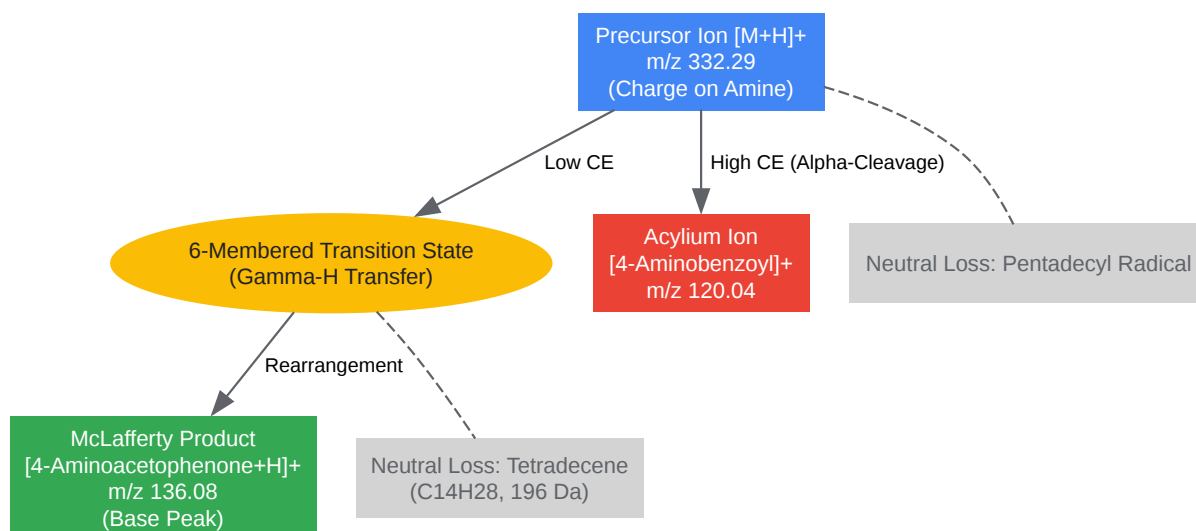 Precursor Ion [M+H]+
m/z 332.29
(Charge on Amine)
Low CE
High CE (Alpha-Cleavage)
6-Membered Transition State
(Gamma-H Transfer)
Acylium Ion
[4-Aminobenzoyl]+
m/z 120.04
Neutral Loss: Pentadecyl Radical
Rearrangement
McLafferty Product
[4-Aminoacetophenone+H]+
m/z 136.08
(Base Peak)
Neutral Loss: Tetradecene
(C14H28, 196 Da)